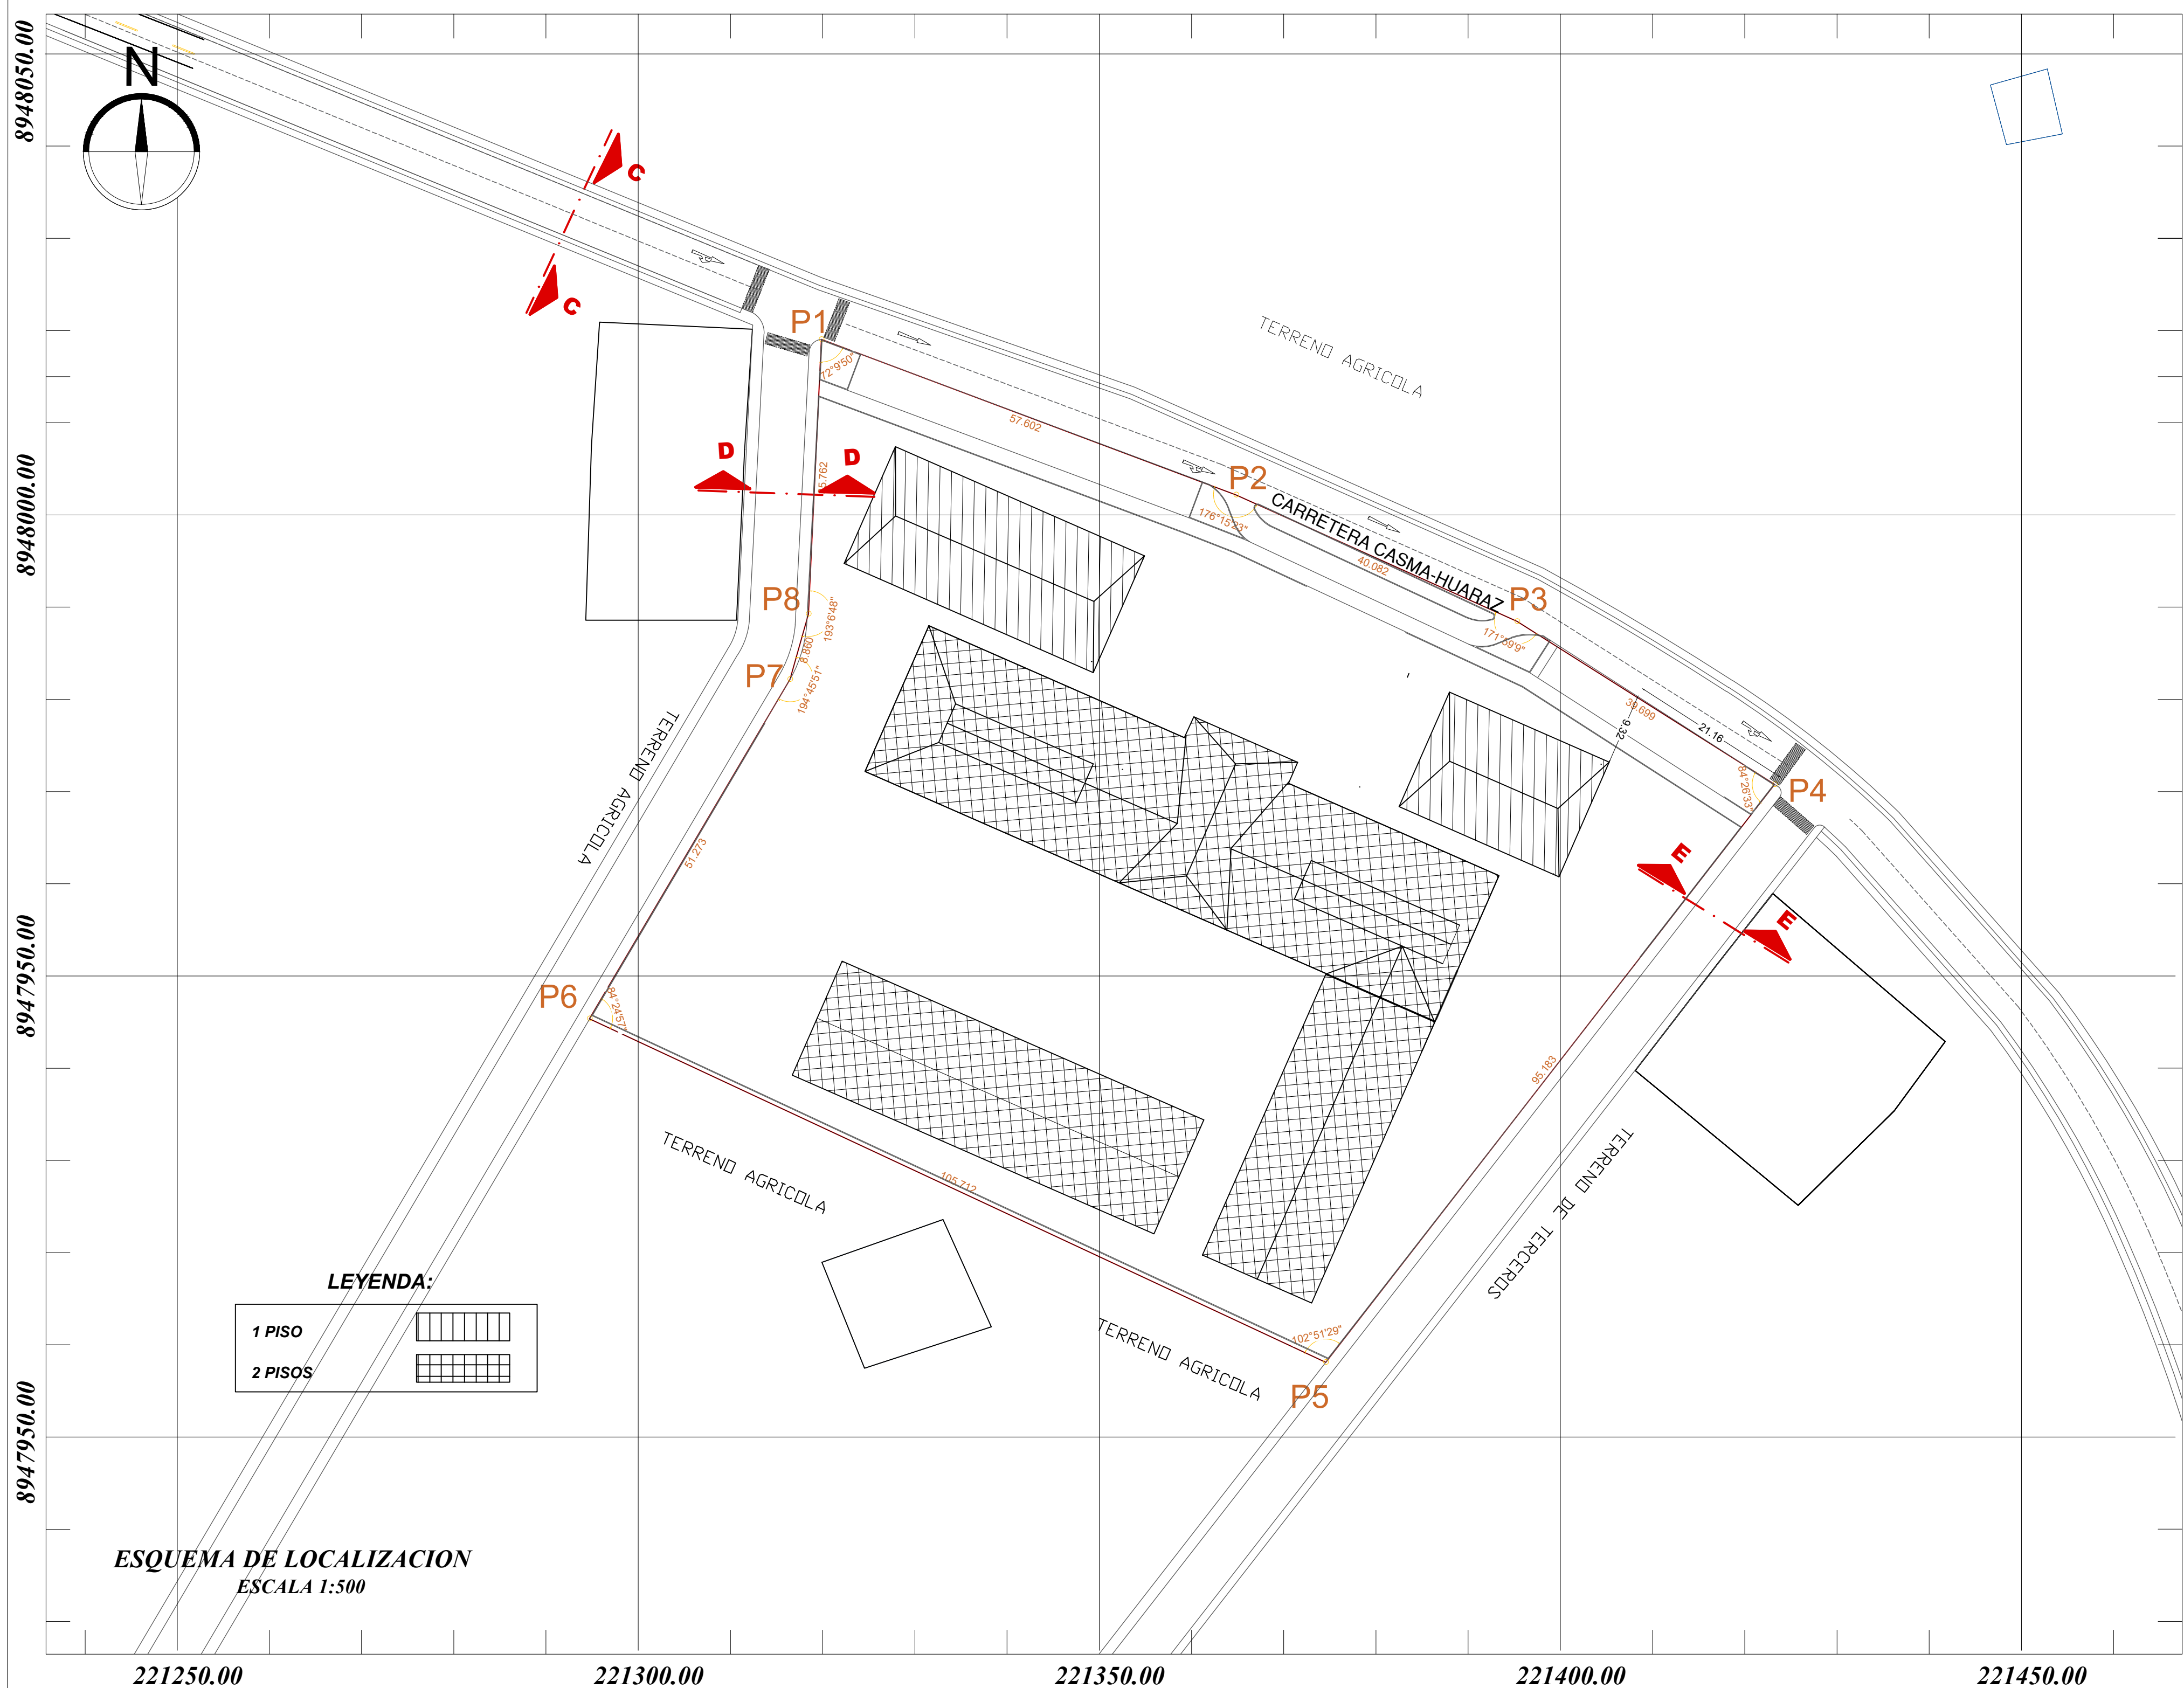 8948050.00
N
C
C
P1
72°9'50"
TERRENO AGRICOLA
57.602
D
D
5.762
P2
176°15'23"
CARRETERA CASMA-HUARAZ
40.082
P3
171°59'9"
P8
193°6'48"
8.860
P7
194°45'51"
8948000.00
39.699
9.32
21.16
84°26'33"
P4
TERRENO AGRICOLA
51.273
E
E
8947950.00
P6
84°24'57"
95.183
TERRENO AGRICOLA
105.712
TERRENO DE TERCEROS
LEYENDA:
1 PISO
2 PISOS
102°51'29"
TERRENO AGRICOLA
P5
8947950.00
ESQUEMA DE LOCALIZACION
ESCALA 1:500
221250.00
221300.00
221350.00
221400.00
221450.00